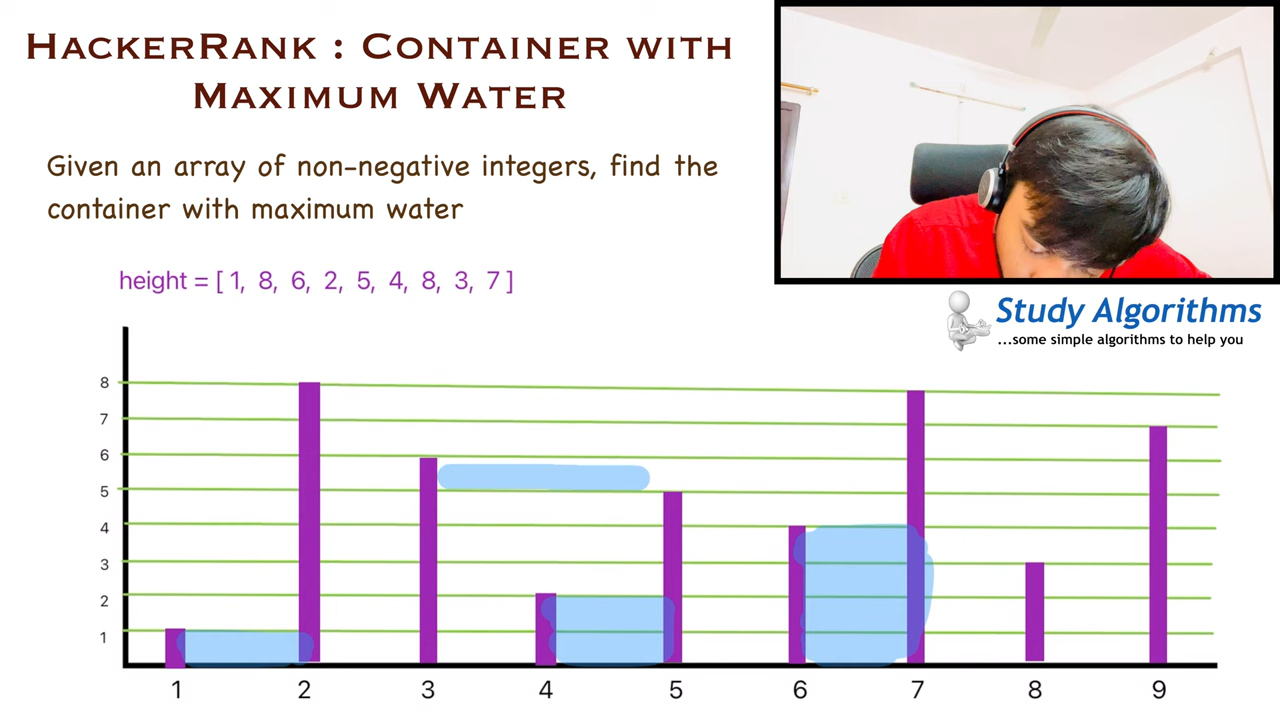 HACKERRANK : CONTAINER WITH
MAXIMUM WATER
Given an array of non-negative integers, find the
container with maximum water
height = [ 1, 8, 6, 2, 5, 4, 8, 3, 7 ]
Study Algorithms
...some simple algorithms to help you
8
7
6
5
4
3
2
1
1 2 3 4 5 6 7 8 9